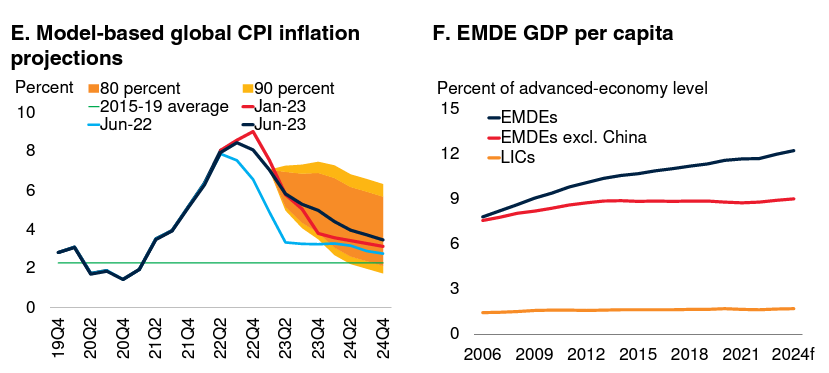 E. Model-based global CPI inflation
projections
Percent
80 percent
90 percent
2015-19 average
Jan-23
Jun-22
Jun-23
10
8
6
4
2
0
19Q4
20Q2
20Q4
21Q2
21Q4
22Q2
22Q4
23Q2
23Q4
24Q2
24Q4
F. EMDE GDP per capita
Percent of advanced-economy level
15
12
9
6
3
0
EMDEs
EMDEs excl. China
LICs
2006
2009
2012
2015
2018
2021
2024f